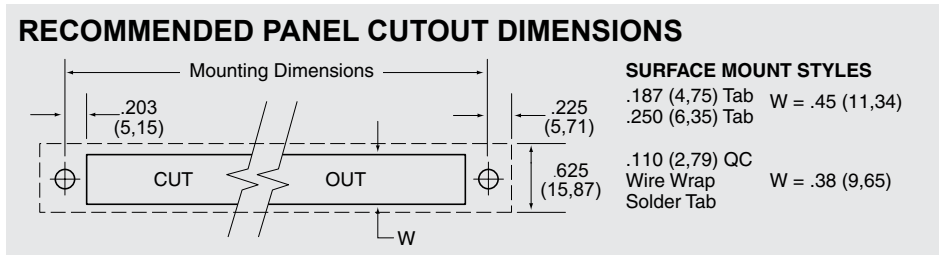 RECOMMENDED PANEL CUTOUT DIMENSIONS
Mounting Dimensions
.203
(5,15)
.225
(5,71)
CUT
OUT
.625
(15,87)
W
SURFACE MOUNT STYLES
.187 (4,75) Tab
.250 (6,35) Tab
W = .45 (11,34)
.110 (2,79) QC
Wire Wrap
Solder Tab
W = .38 (9,65)